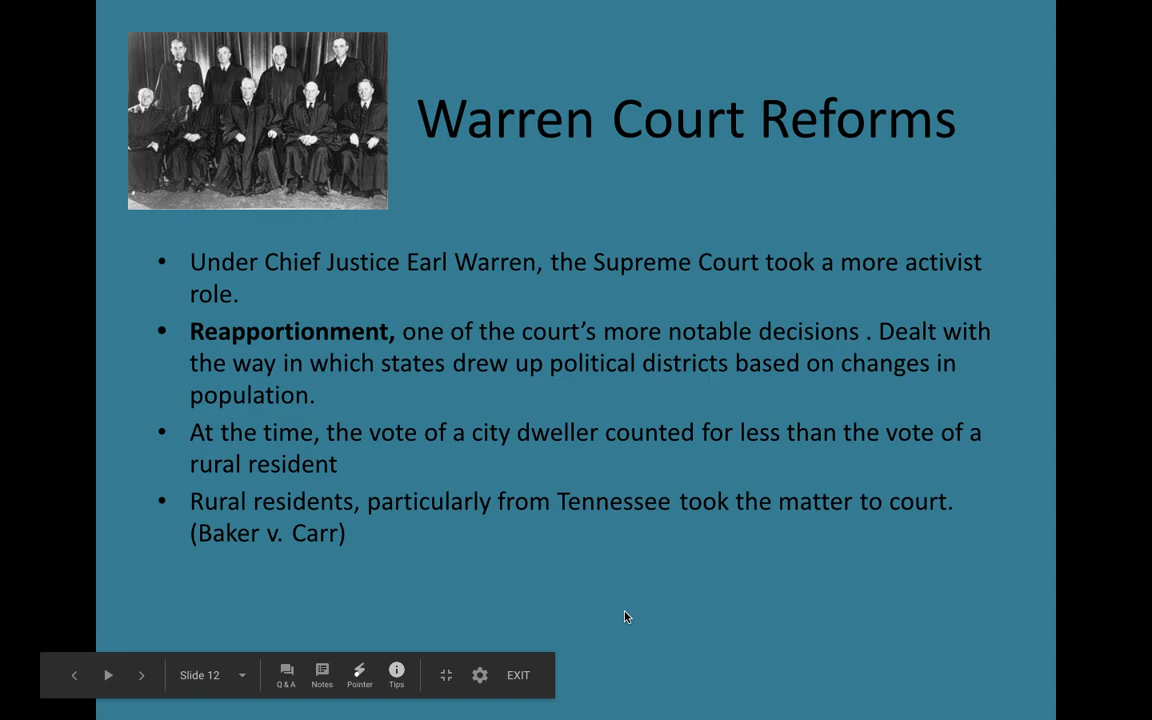 Warren Court Reforms
• Under Chief Justice Earl Warren, the Supreme Court took a more activist
role.
• Reapportionment, one of the court's more notable decisions . Dealt with
the way in which states drew up political districts based on changes in
population.
• At the time, the vote of a city dweller counted for less than the vote of a
rural resident
• Rural residents, particularly from Tennessee took the matter to court.
(Baker v. Carr)
Slide 12
Q & A
Notes
Pointer
Tips
EXIT